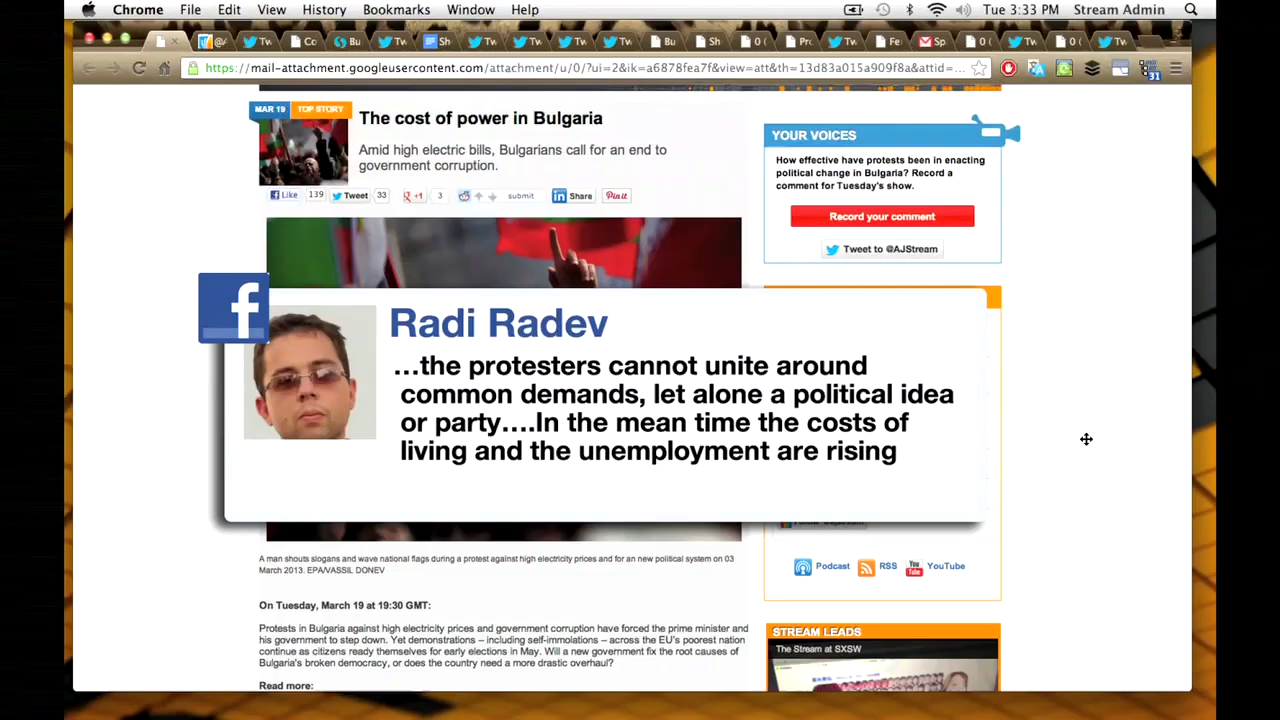 Chrome File Edit View History Bookmarks Window Help
Tue 3:33 PM Stream Admin
https://mail-attachment.googleusercontent.com/attachment/u/0/?ui=2&ik=a6878fea7f&view=att&th=13d83a015a909f8a&attid=...
31
MAR 19 TOP STORY
The cost of power in Bulgaria
Amid high electric bills, Bulgarians call for an end to
government corruption.
Like 139 Tweet 33 +1 3 submit in Share Pin it
YOUR VOICES
How effective have protests been in enacting
political change in Bulgaria? Record a
comment for Tuesday's show.
Record your comment
Tweet to @AJStream
f
Radi Radev
…the protesters cannot unite around
common demands, let alone a political idea
or party….In the mean time the costs of
living and the unemployment are rising
A man shouts slogans and wave national flags during a protest against high electricity prices and for an new political system on 03
March 2013. EPA/VASSIL DONEV
Podcast RSS YouTube
On Tuesday, March 19 at 19:30 GMT:
Protests in Bulgaria against high electricity prices and government corruption have forced the prime minister and
his government to step down. Yet demonstrations – including self-immolations – across the EU's poorest nation
continue as citizens ready themselves for early elections in May. Will a new government fix the root causes of
Bulgaria's broken democracy, or does the country need a more drastic overhaul?
Read more:
STREAM LEADS
The Stream at SXSW